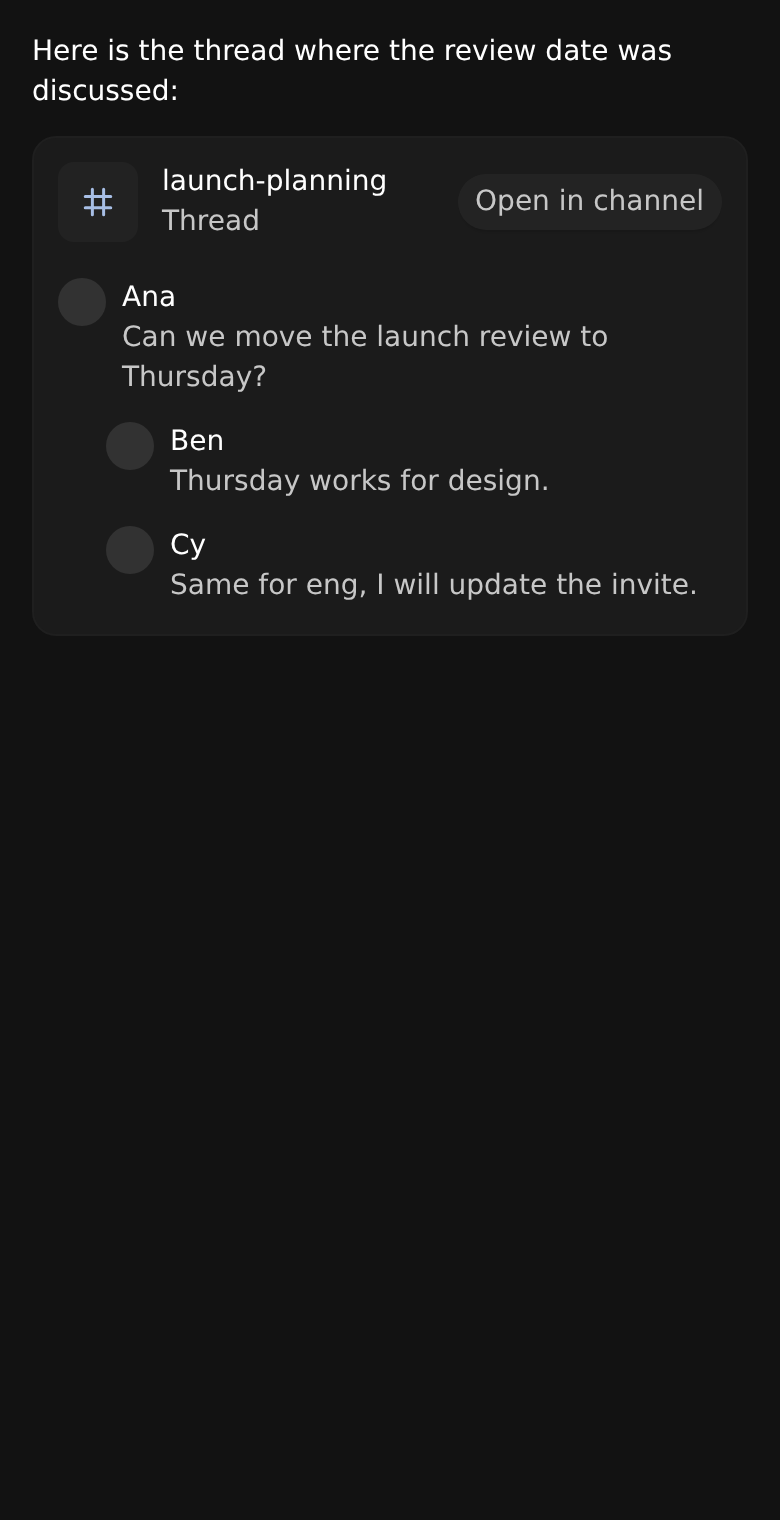 Here is the thread where the review date was
discussed:
launch-planning
Thread
Open in channel
Ana
Can we move the launch review to
Thursday?
Ben
Thursday works for design.
Cy
Same for eng, I will update the invite.